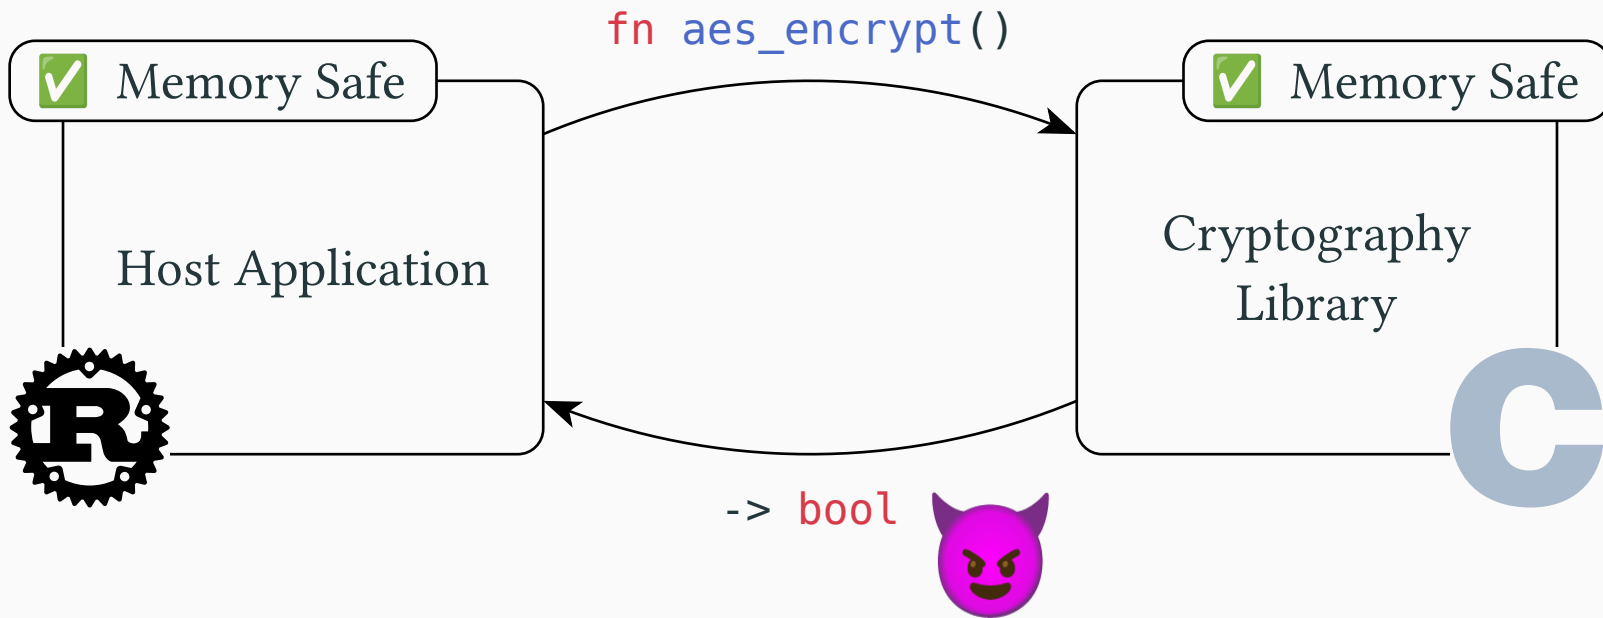 fn aes_encrypt()
✅ Memory Safe
✅ Memory Safe
Host Application
Cryptography
Library
R
C
-> bool